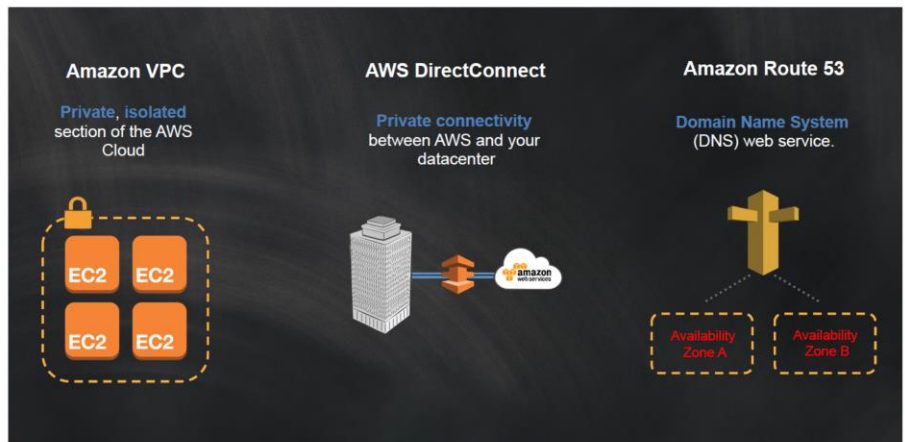 Amazon VPC
Private, isolated
section of the AWS
Cloud
EC2 EC2
EC2 EC2
AWS DirectConnect
Private connectivity
between AWS and your
datacenter
amazon
web services
Amazon Route 53
Domain Name System
(DNS) web service.
Availability
Zone A
Availability
Zone B